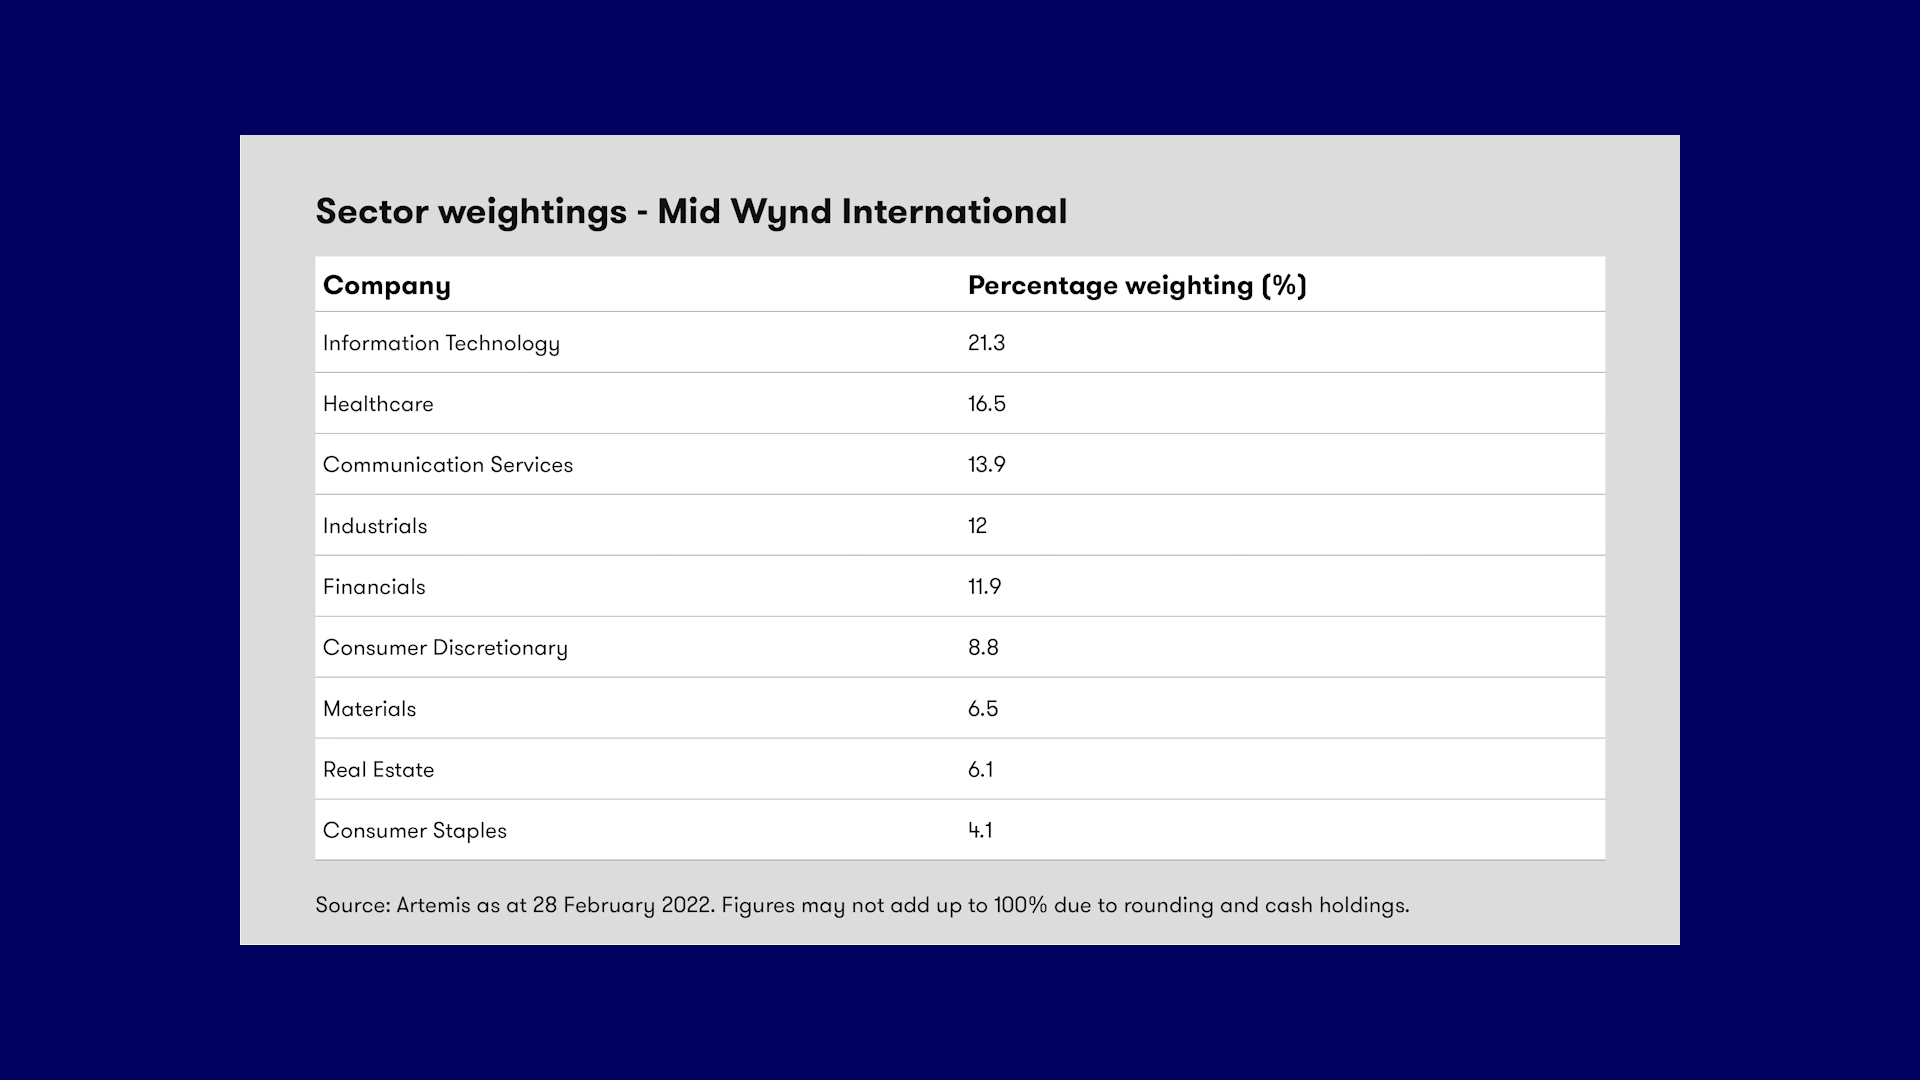 Sector weightings - Mid Wynd International
Company Percentage weighting (%)
Information Technology 21.3
Healthcare 16.5
Communication Services 13.9
Industrials 12
Financials 11.9
Consumer Discretionary 8.8
Materials 6.5
Real Estate 6.1
Consumer Staples 4.1
Source: Artemis as at 28 February 2022. Figures may not add up to 100% due to rounding and cash holdings.